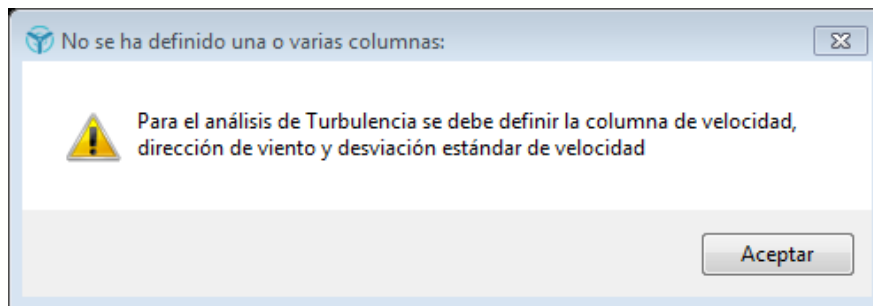 No se ha definido una o varias columnas:
Para el análisis de Turbulencia se debe definir la columna de velocidad,
dirección de viento y desviación estándar de velocidad
Aceptar